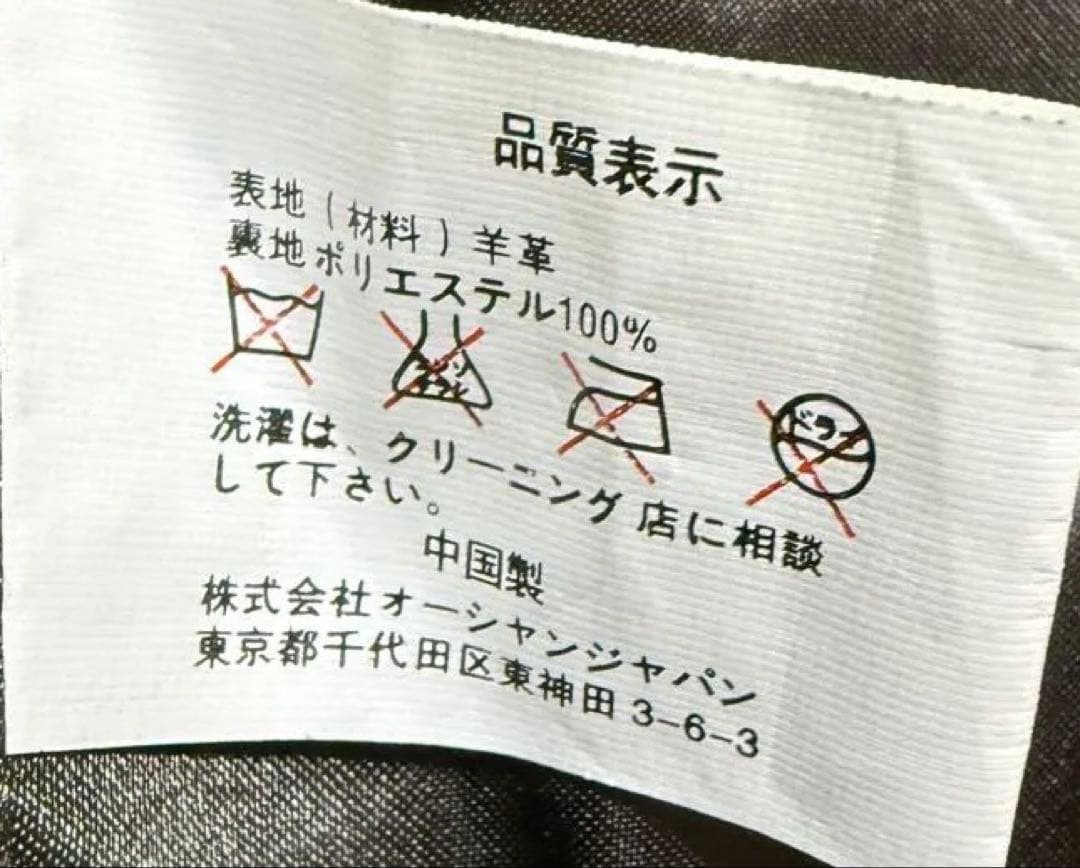 品質表示
表地（材料）羊革
裏地ポリエステル100%
ドライ
洗濯は、クリーニング店に相談
して下さい。
中国製
株式会社オーシャンジャパン
東京都千代田区東神田3-6-3